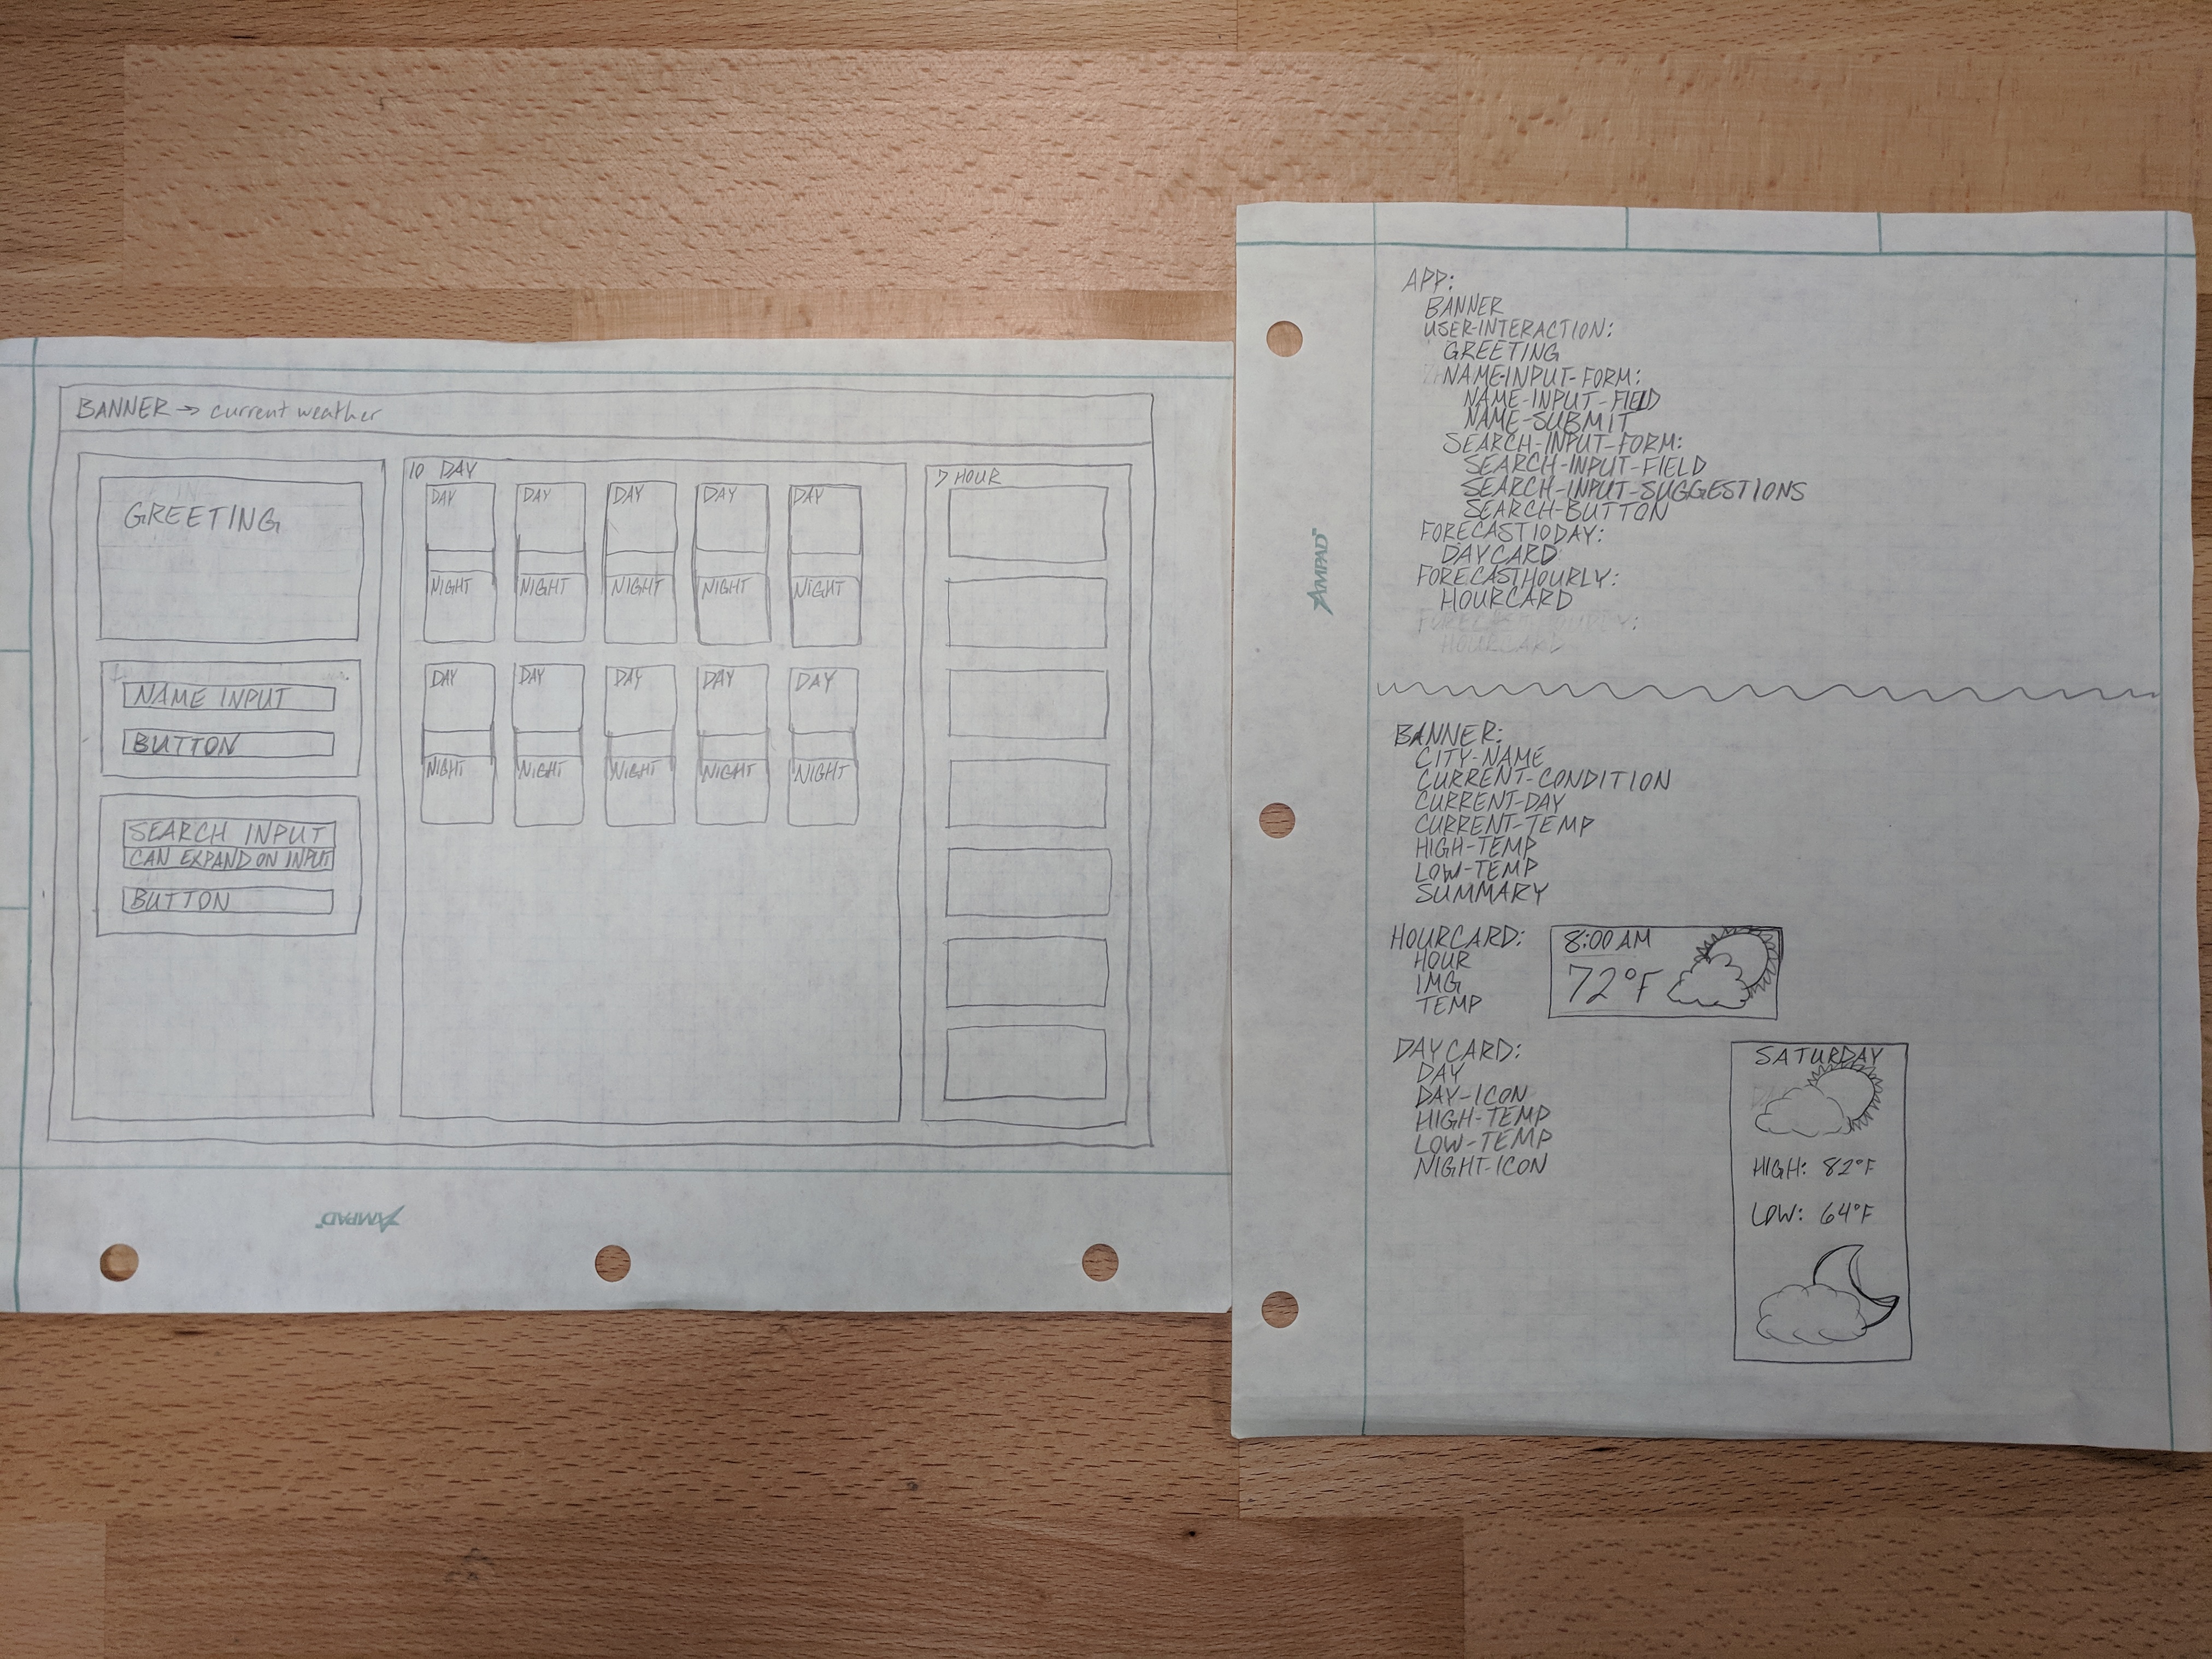 BANNER → current weather
GREETING
NAME INPUT
BUTTON
SEARCH INPUT
CAN EXPAND ON INPUT
BUTTON
10 DAY
DAY DAY DAY DAY DAY
NIGHT NIGHT NIGHT NIGHT NIGHT
DAY DAY DAY DAY DAY
NIGHT NIGHT NIGHT NIGHT NIGHT
7 HOUR
AMPAD
APP:
BANNER
USER-INTERACTION:
GREETING
NAME-INPUT-FORM:
NAME-INPUT-FIELD
NAME-SUBMIT
SEARCH-INPUT-FORM:
SEARCH-INPUT-FIELD
SEARCH-INPUT-SUGGESTIONS
SEARCH-BUTTON
FORECAST10DAY:
DAYCARD
FORECASTHOURLY:
HOURCARD
FORECASTHOURLY:
HOURCARD
AMPAD
BANNER:
CITY-NAME
CURRENT-CONDITION
CURRENT-DAY
CURRENT-TEMP
HIGH-TEMP
LOW-TEMP
SUMMARY
HOURCARD:
HOUR
IMG
TEMP
8:00 AM
72°F
DAYCARD:
DAY
DAY-ICON
HIGH-TEMP
LOW-TEMP
NIGHT-ICON
SATURDAY
HIGH: 82°F
LOW: 64°F